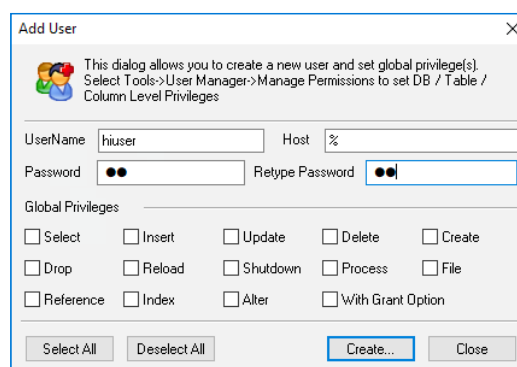 Add User
This dialog allows you to create a new user and set global privilege(s).
Select Tools->User Manager->Manage Permissions to set DB / Table /
Column Level Privileges
UserName hiuser Host %
Password ●● Retype Password ●●
Global Privileges
Select Insert Update Delete Create
Drop Reload Shutdown Process File
Reference Index Alter With Grant Option
Select All Deselect All Create... Close